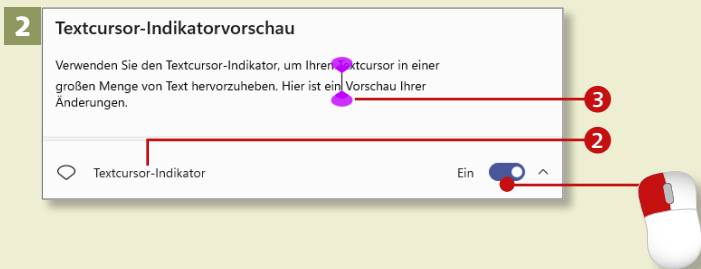 2
Textcursor-Indikatorvorschau
Verwenden Sie den Textcursor-Indikator, um Ihren Textcursor in einer
großen Menge von Text hervorzuheben. Hier ist ein Vorschau Ihrer
Änderungen.
3
2
Textcursor-Indikator
Ein